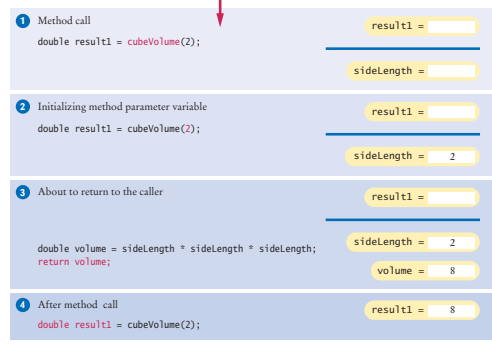 1 Method call
result1 =
double result1 = cubeVolume(2);
sideLength =
2 Initializing method parameter variable
result1 =
double result1 = cubeVolume(2);
sideLength = 2
3 About to return to the caller
result1 =
sideLength = 2
double volume = sideLength * sideLength * sideLength;
return volume;
volume = 8
4 After method call
result1 = 8
double result1 = cubeVolume(2);